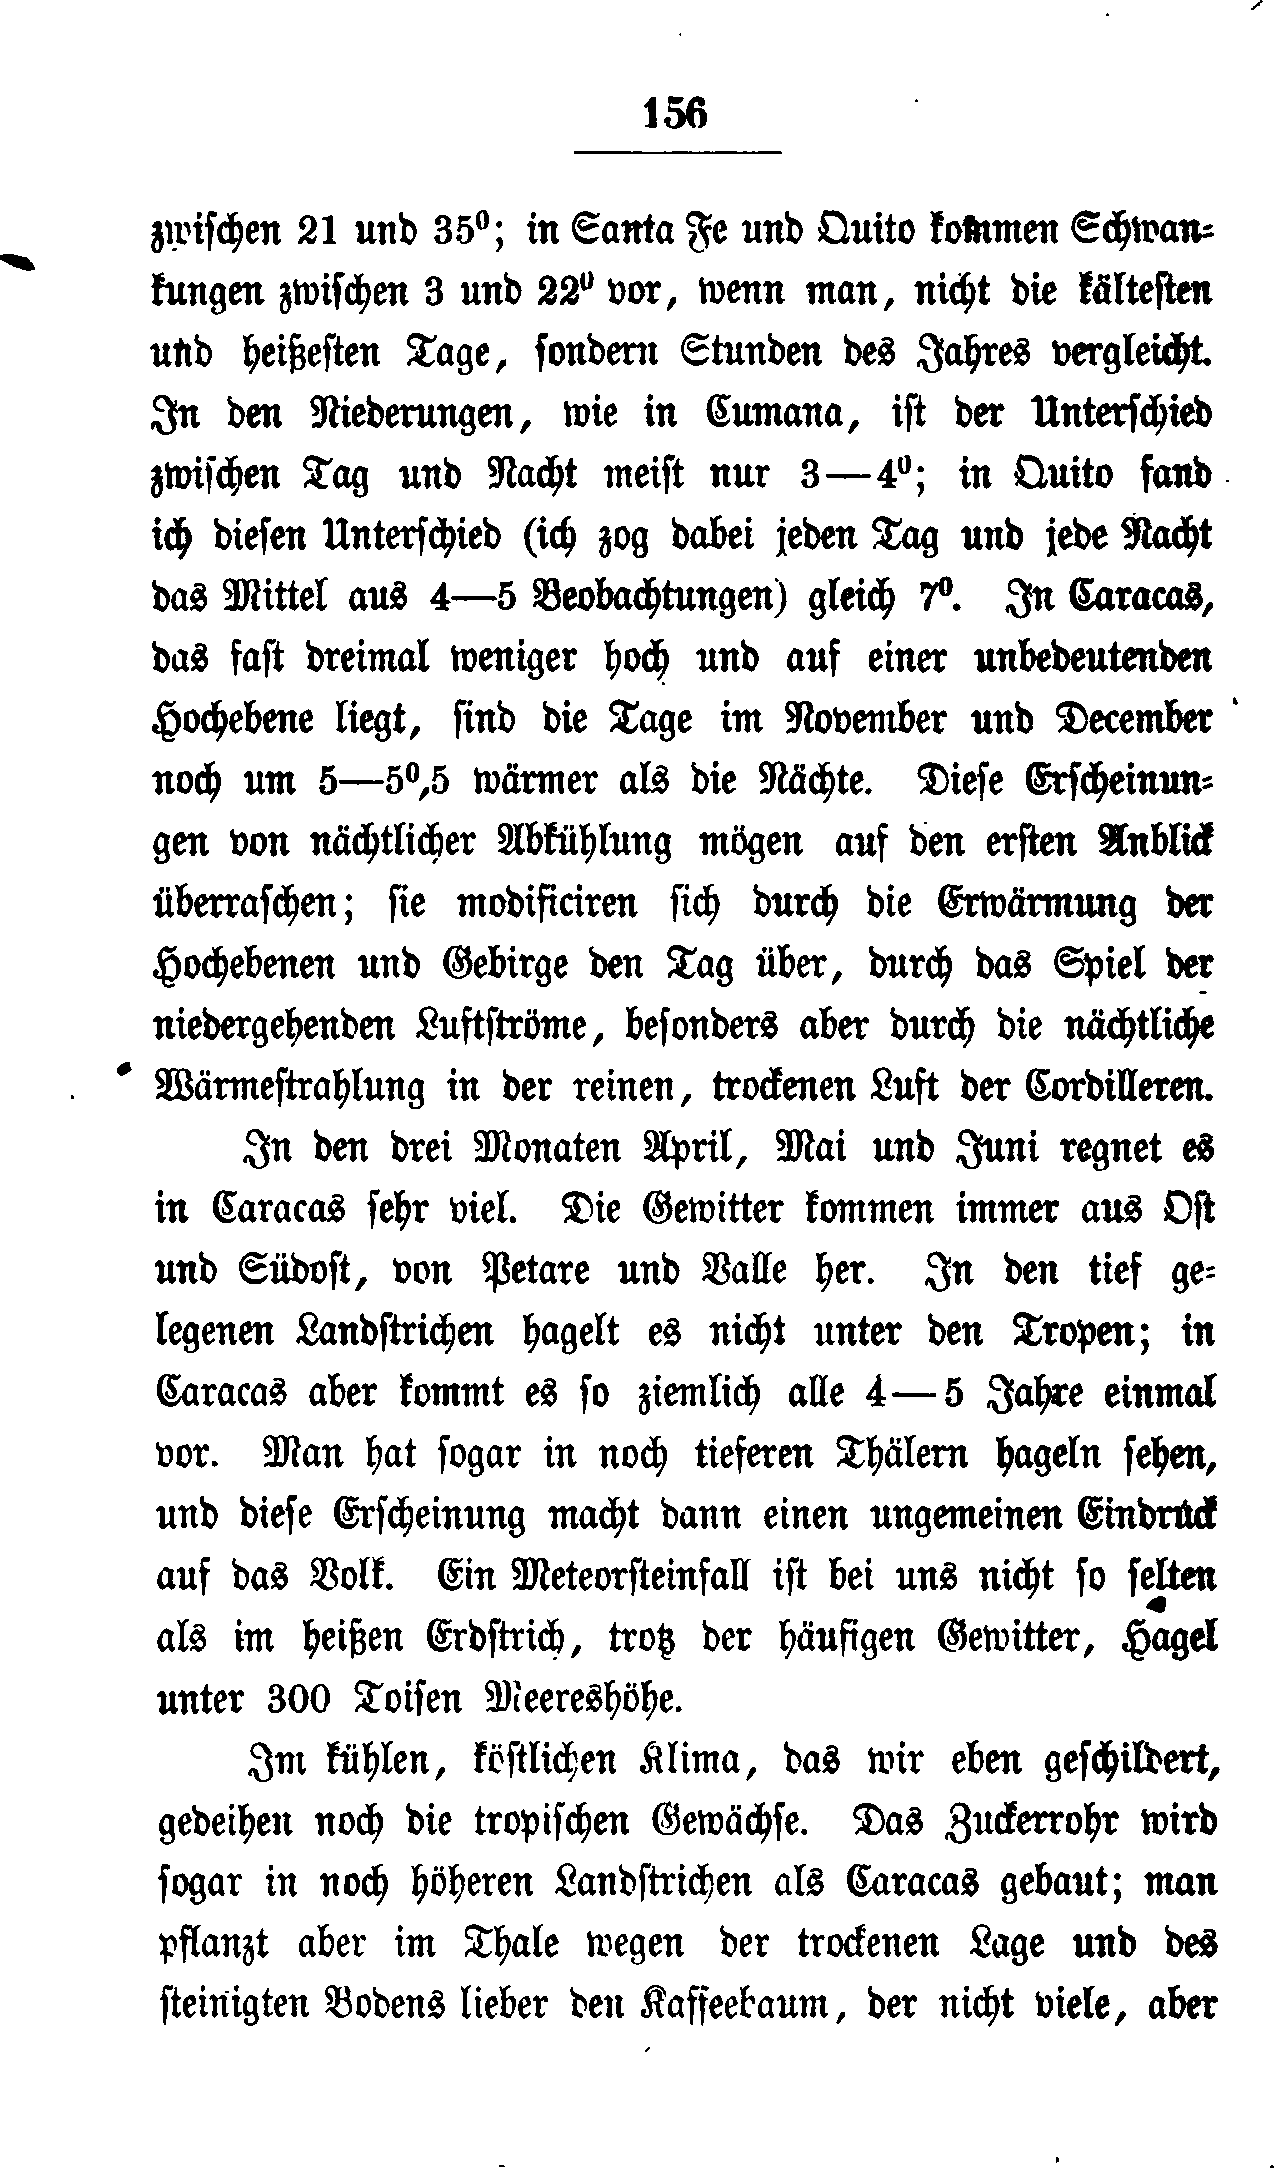 156
zwischen 21 und 35⁰; in Santa Fe und Quito kommen Schwan-
kungen zwischen 3 und 22⁰ vor, wenn man, nicht die kältesten
und heißesten Tage, sondern Stunden des Jahres vergleicht.
In den Niederungen, wie in Cumana, ist der Unterschied
zwischen Tag und Nacht meist nur 3—4⁰; in Quito fand
ich diesen Unterschied (ich zog dabei jeden Tag und jede Nacht
das Mittel aus 4—5 Beobachtungen) gleich 7⁰. In Caracas,
das fast dreimal weniger hoch und auf einer unbedeutenden
Hochebene liegt, sind die Tage im November und December
noch um 5—5⁰,5 wärmer als die Nächte. Diese Erscheinun-
gen von nächtlicher Abkühlung mögen auf den ersten Anblick
überraschen; sie modificiren sich durch die Erwärmung der
Hochebenen und Gebirge den Tag über, durch das Spiel der
niedergehenden Luftströme, besonders aber durch die nächtliche
Wärmestrahlung in der reinen, trockenen Luft der Cordilleren.
In den drei Monaten April, Mai und Juni regnet es
in Caracas sehr viel. Die Gewitter kommen immer aus Ost
und Südost, von Petare und Valle her. In den tief ge-
legenen Landstrichen hagelt es nicht unter den Tropen; in
Caracas aber kommt es so ziemlich alle 4—5 Jahre einmal
vor. Man hat sogar in noch tieferen Thälern hageln sehen,
und diese Erscheinung macht dann einen ungemeinen Eindruck
auf das Volk. Ein Meteorsteinfall ist bei uns nicht so selten
als im heißen Erdstrich, trotz der häufigen Gewitter, Hagel
unter 300 Toisen Meereshöhe.
Im kühlen, köstlichen Klima, das wir eben geschildert,
gedeihen noch die tropischen Gewächse. Das Zuckerrohr wird
sogar in noch höheren Landstrichen als Caracas gebaut; man
pflanzt aber im Thale wegen der trockenen Lage und des
steinigten Bodens lieber den Kaffeebaum, der nicht viele, aber